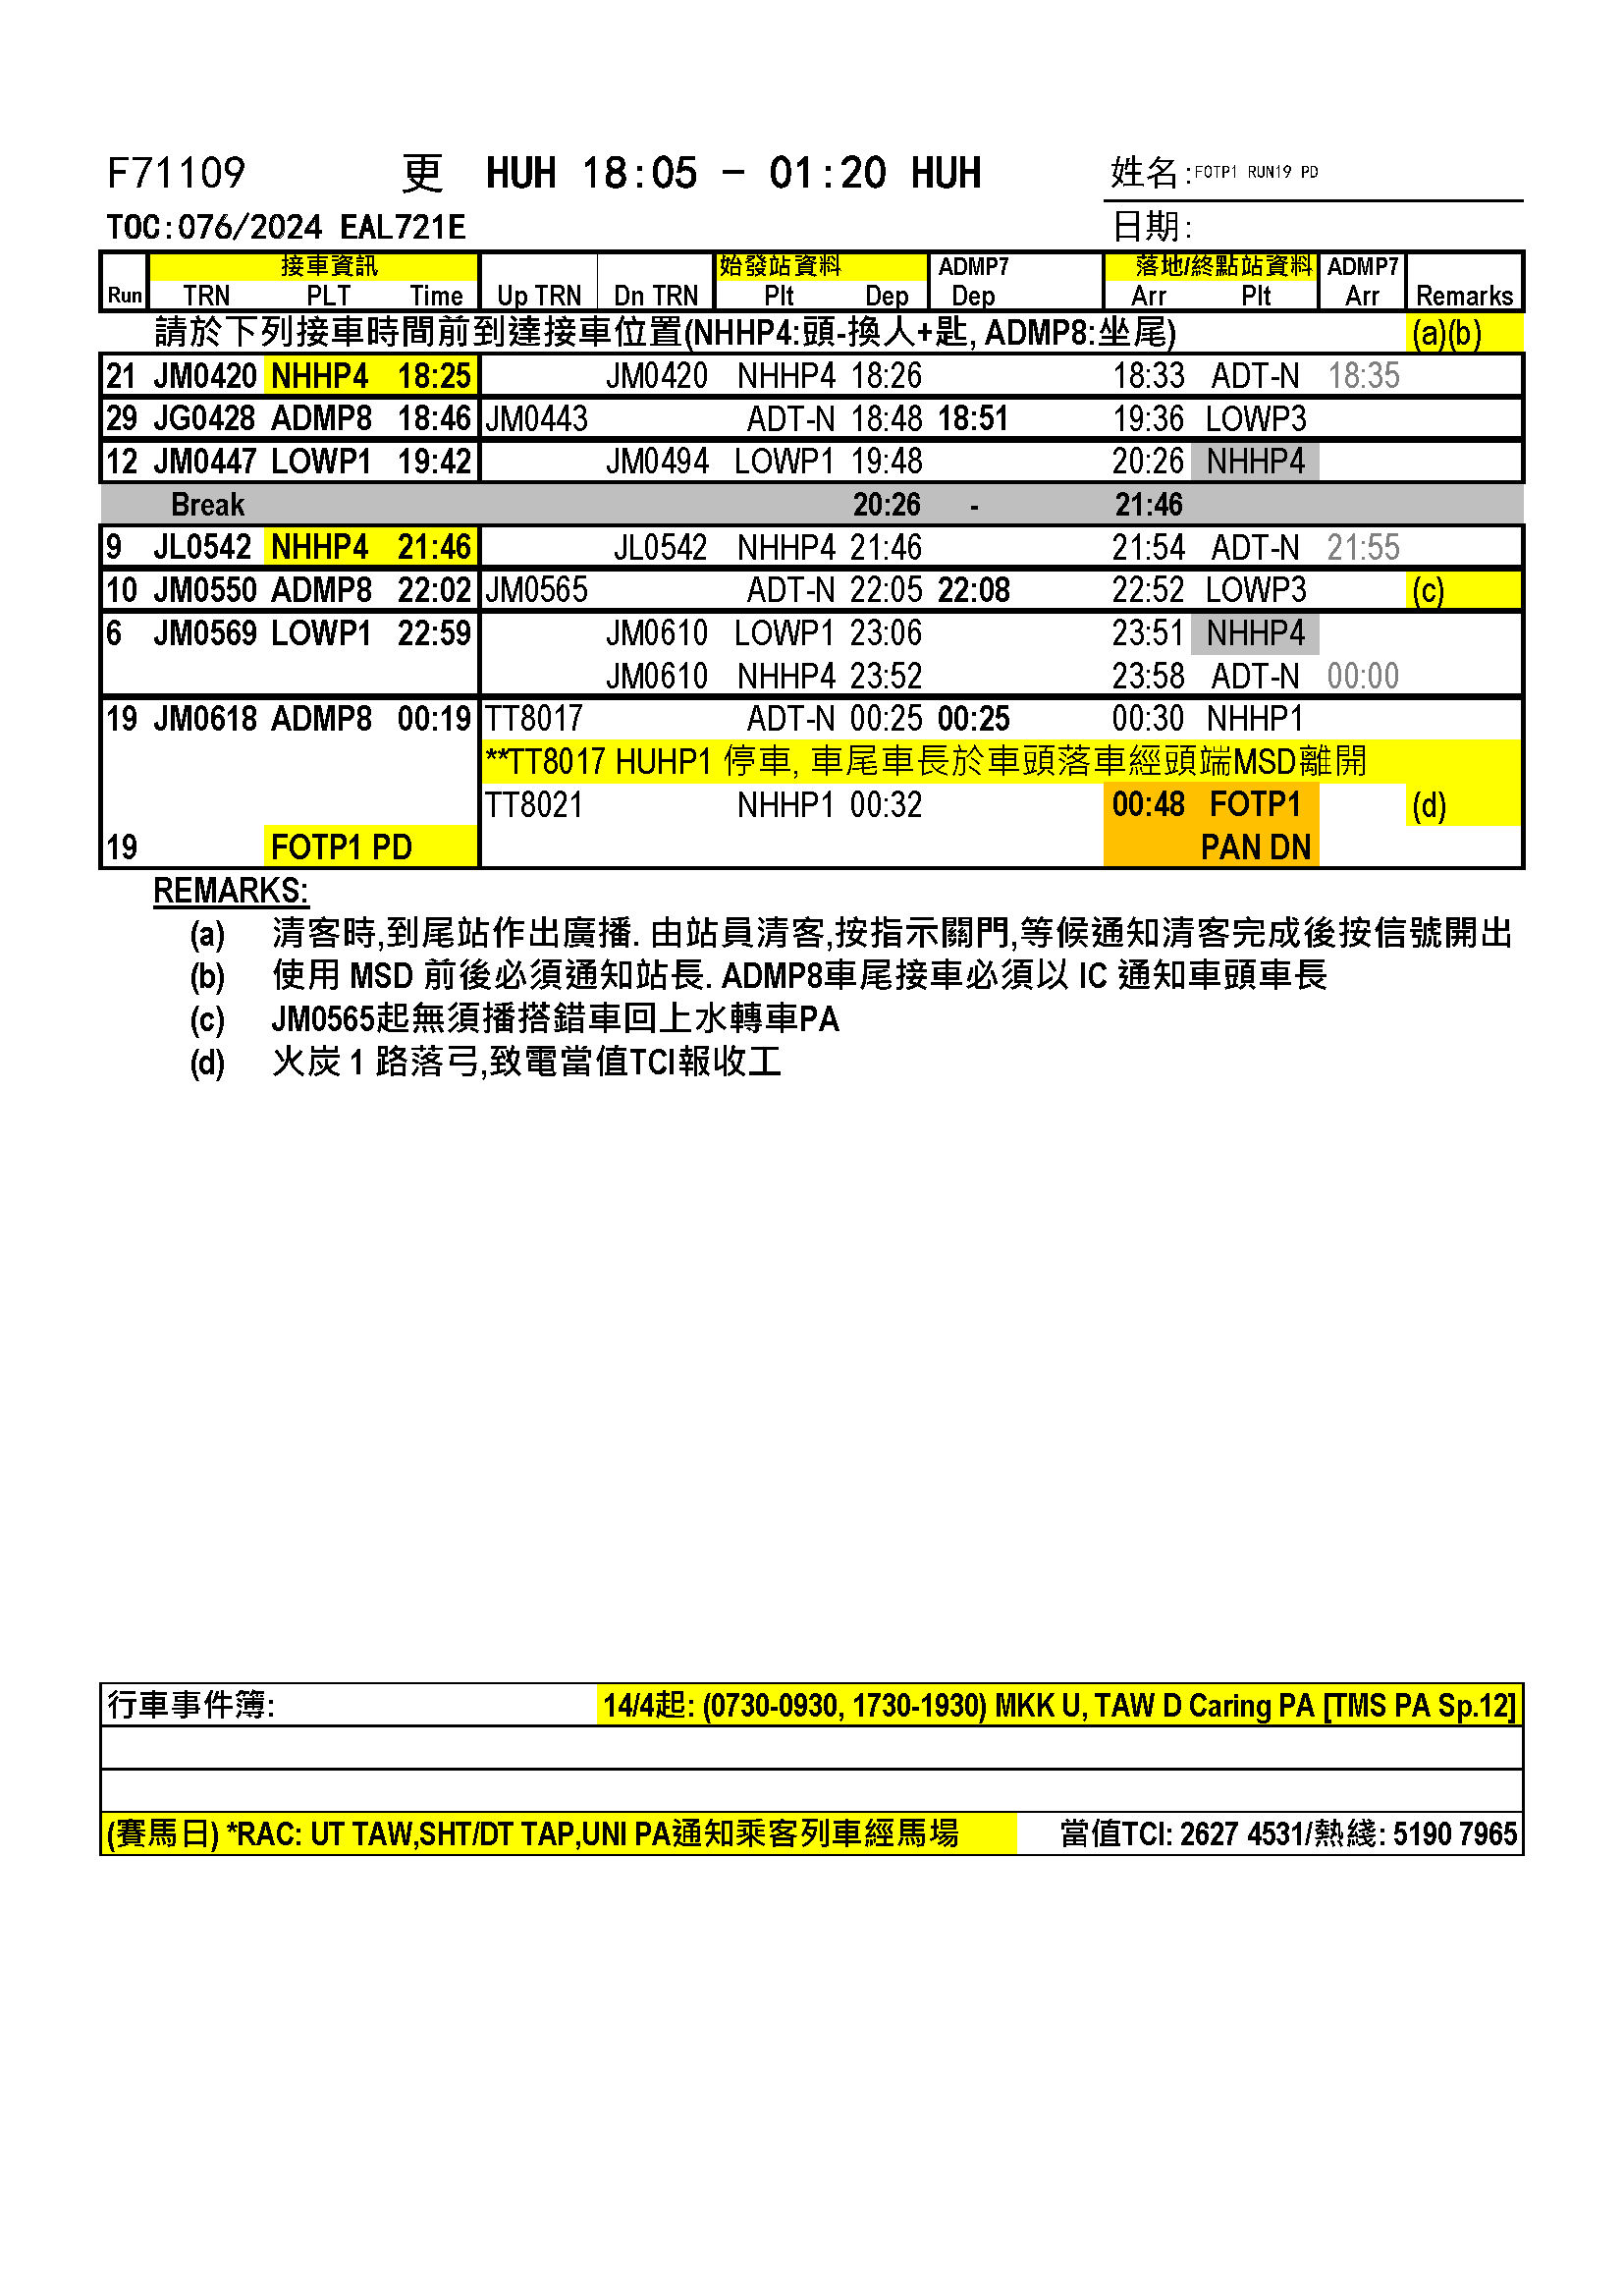 F71109 更 HUH 18:05 - 01:20 HUH 姓名:FOTP1 RUN19 PD
TOC:076/2024 EAL721E 日期:
接車資訊 始發站資料 ADMP7 落地/終點站資料 ADMP7
Run TRN PLT Time Up TRN Dn TRN Plt Dep Dep Arr Plt Arr Remarks
請於下列接車時間前到達接車位置(NHHP4:頭-換人+匙, ADMP8:坐尾) (a)(b)
21 JM0420 NHHP4 18:25 JM0420 NHHP4 18:26 18:33 ADT-N 18:35
29 JG0428 ADMP8 18:46 JM0443 ADT-N 18:48 18:51 19:36 LOWP3
12 JM0447 LOWP1 19:42 JM0494 LOWP1 19:48 20:26 NHHP4
Break 20:26 - 21:46
9 JL0542 NHHP4 21:46 JL0542 NHHP4 21:46 21:54 ADT-N 21:55
10 JM0550 ADMP8 22:02 JM0565 ADT-N 22:05 22:08 22:52 LOWP3 (c)
6 JM0569 LOWP1 22:59 JM0610 LOWP1 23:06 23:51 NHHP4
JM0610 NHHP4 23:52 23:58 ADT-N 00:00
19 JM0618 ADMP8 00:19 TT8017 ADT-N 00:25 00:25 00:30 NHHP1
**TT8017 HUHP1 停車, 車尾車長於車頭落車經頭端MSD離開
TT8021 NHHP1 00:32 00:48 FOTP1 (d)
19 FOTP1 PD PAN DN
REMARKS:
(a) 清客時,到尾站作出廣播. 由站員清客,按指示關門,等候通知清客完成後按信號開出
(b) 使用 MSD 前後必須通知站長. ADMP8車尾接車必須以 IC 通知車頭車長
(c) JM0565起無須播搭錯車回上水轉車PA
(d) 火炭 1 路落弓,致電當值TCI報收工
行車事件簿: 14/4起: (0730-0930, 1730-1930) MKK U, TAW D Caring PA [TMS PA Sp.12]
(賽馬日) *RAC: UT TAW,SHT/DT TAP,UNI PA通知乘客列車經馬場 當值TCI: 2627 4531/熱綫: 5190 7965